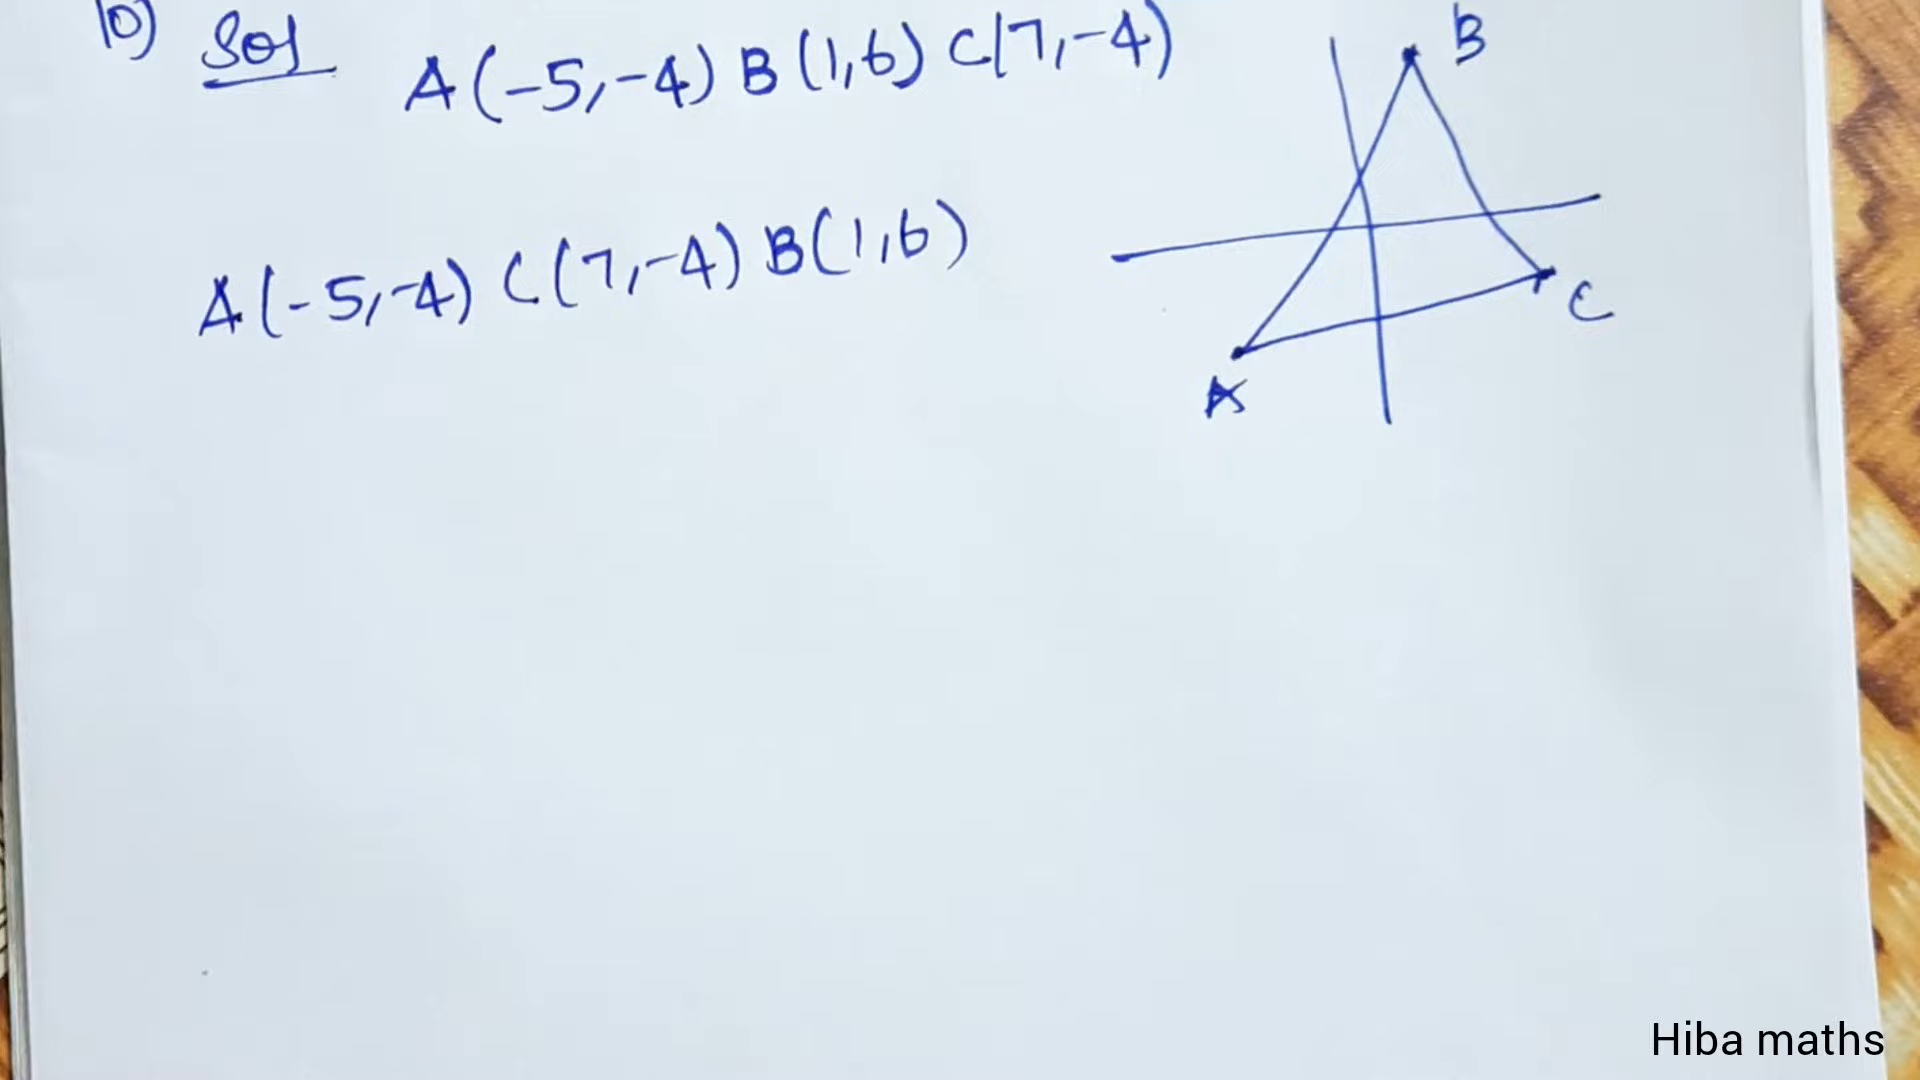 10) Sol A(-5,-4) B(1,6) C(7,-4)
A(-5,-4) C(7,-4) B(1,6)
B
C
A
Hiba maths